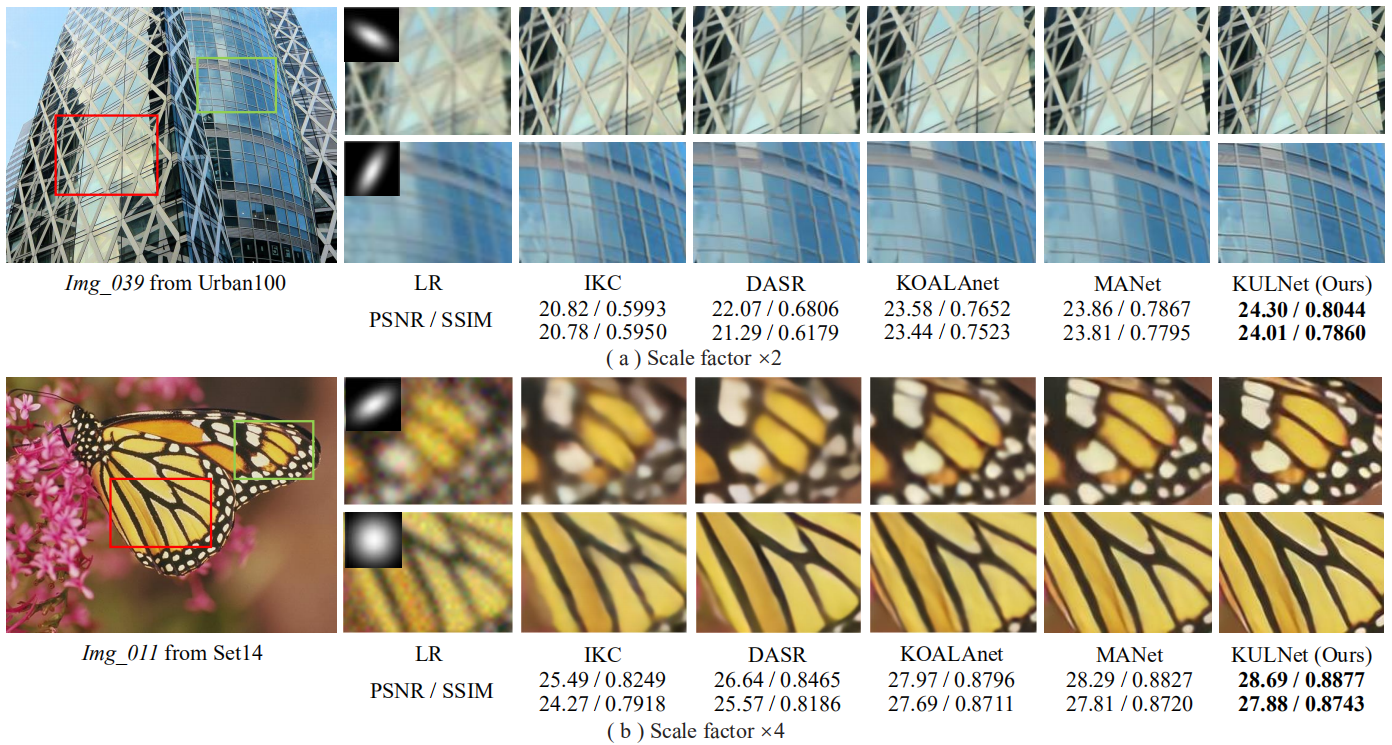 Img_039 from Urban100
LR IKC DASR KOALAnet MANet KULNet (Ours)
PSNR / SSIM
20.82 / 0.5993 22.07 / 0.6806 23.58 / 0.7652 23.86 / 0.7867 24.30 / 0.8044
20.78 / 0.5950 21.29 / 0.6179 23.44 / 0.7523 23.81 / 0.7795 24.01 / 0.7860
( a ) Scale factor ×2
Img_011 from Set14
LR IKC DASR KOALAnet MANet KULNet (Ours)
PSNR / SSIM
25.49 / 0.8249 26.64 / 0.8465 27.97 / 0.8796 28.29 / 0.8827 28.69 / 0.8877
24.27 / 0.7918 25.57 / 0.8186 27.69 / 0.8711 27.81 / 0.8720 27.88 / 0.8743
( b ) Scale factor ×4